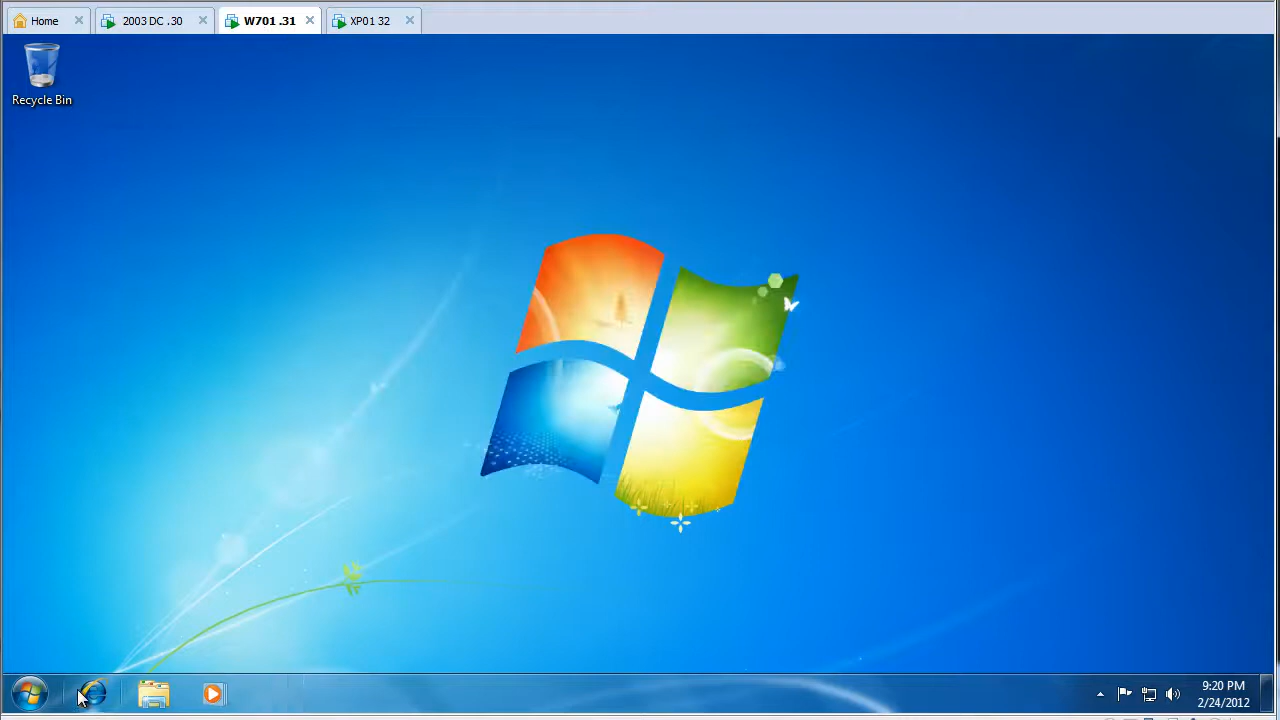 Home
2003 DC .30
W701 .31
XP01 32
Recycle Bin
9:20 PM
2/24/2012